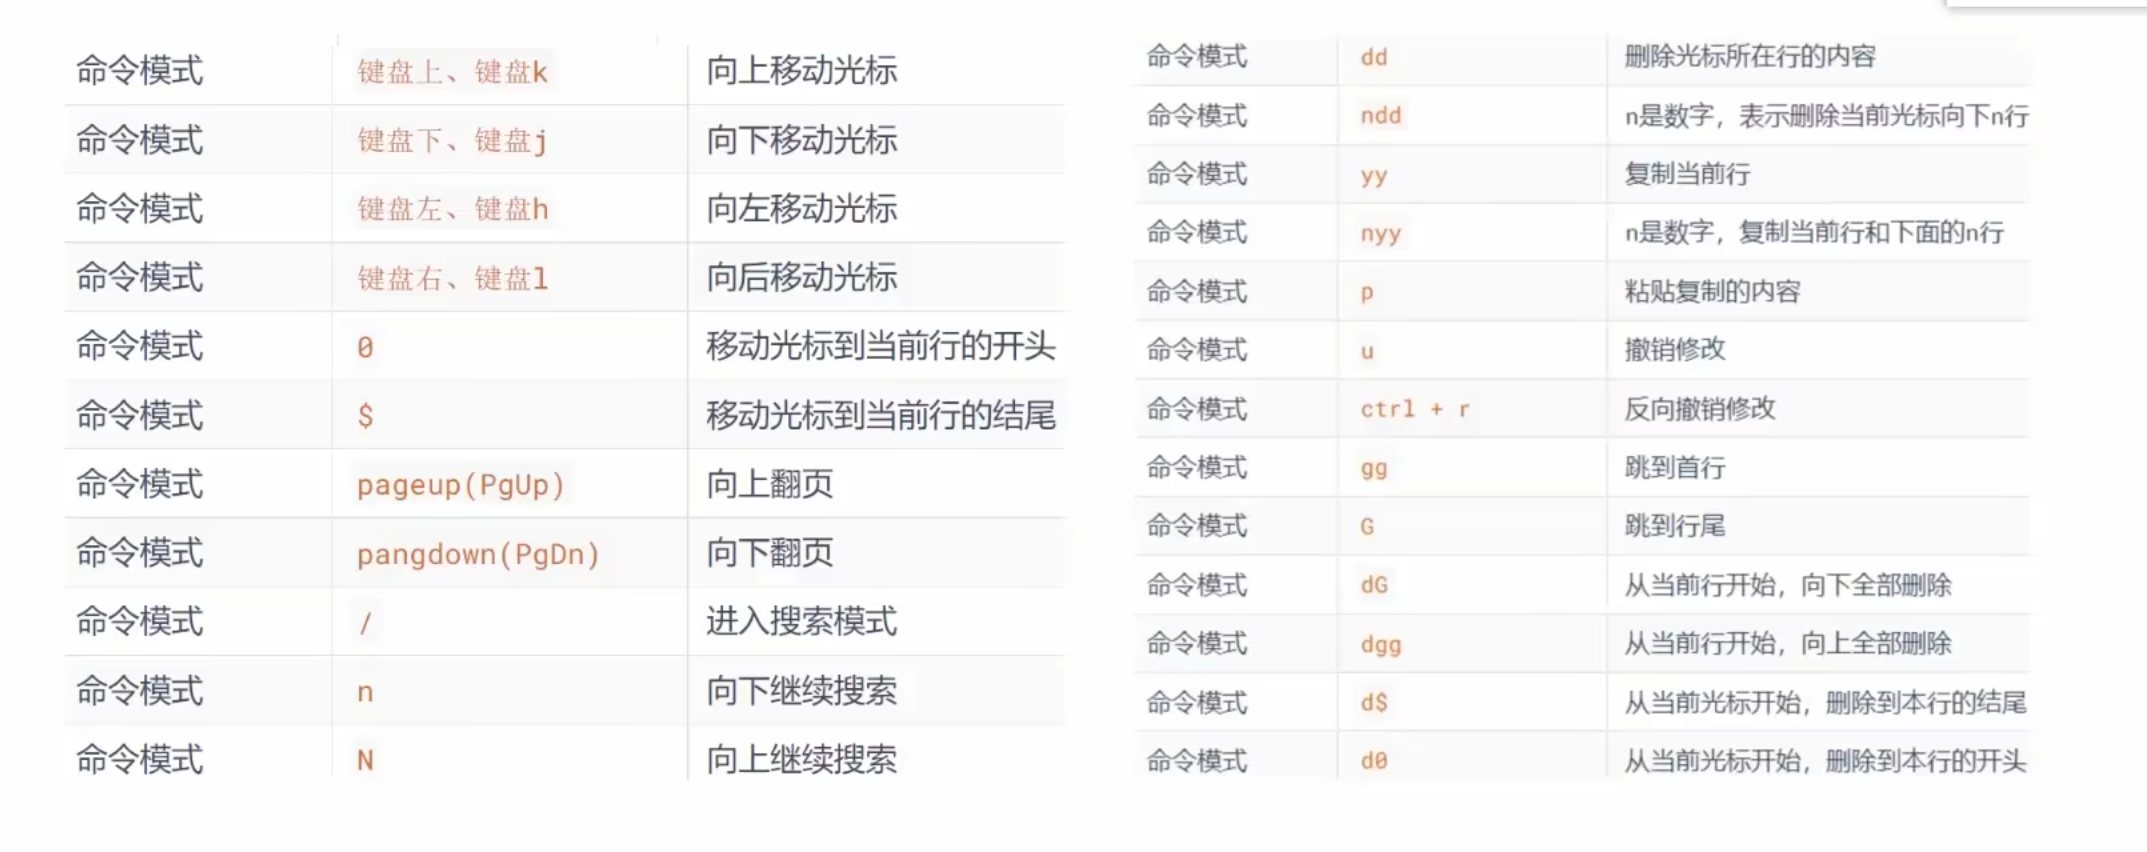 命令模式 键盘上、键盘k 向上移动光标
命令模式 键盘下、键盘j 向下移动光标
命令模式 键盘左、键盘h 向左移动光标
命令模式 键盘右、键盘l 向后移动光标
命令模式 0 移动光标到当前行的开头
命令模式 $ 移动光标到当前行的结尾
命令模式 pageup(PgUp) 向上翻页
命令模式 pangdown(PgDn) 向下翻页
命令模式 / 进入搜索模式
命令模式 n 向下继续搜索
命令模式 N 向上继续搜索
命令模式 dd 删除光标所在行的内容
命令模式 ndd n是数字，表示删除当前光标向下n行
命令模式 yy 复制当前行
命令模式 nyy n是数字，复制当前行和下面的n行
命令模式 p 粘贴复制的内容
命令模式 u 撤销修改
命令模式 ctrl + r 反向撤销修改
命令模式 gg 跳到首行
命令模式 G 跳到行尾
命令模式 dG 从当前行开始，向下全部删除
命令模式 dgg 从当前行开始，向上全部删除
命令模式 d$ 从当前光标开始，删除到本行的结尾
命令模式 d0 从当前光标开始，删除到本行的开头